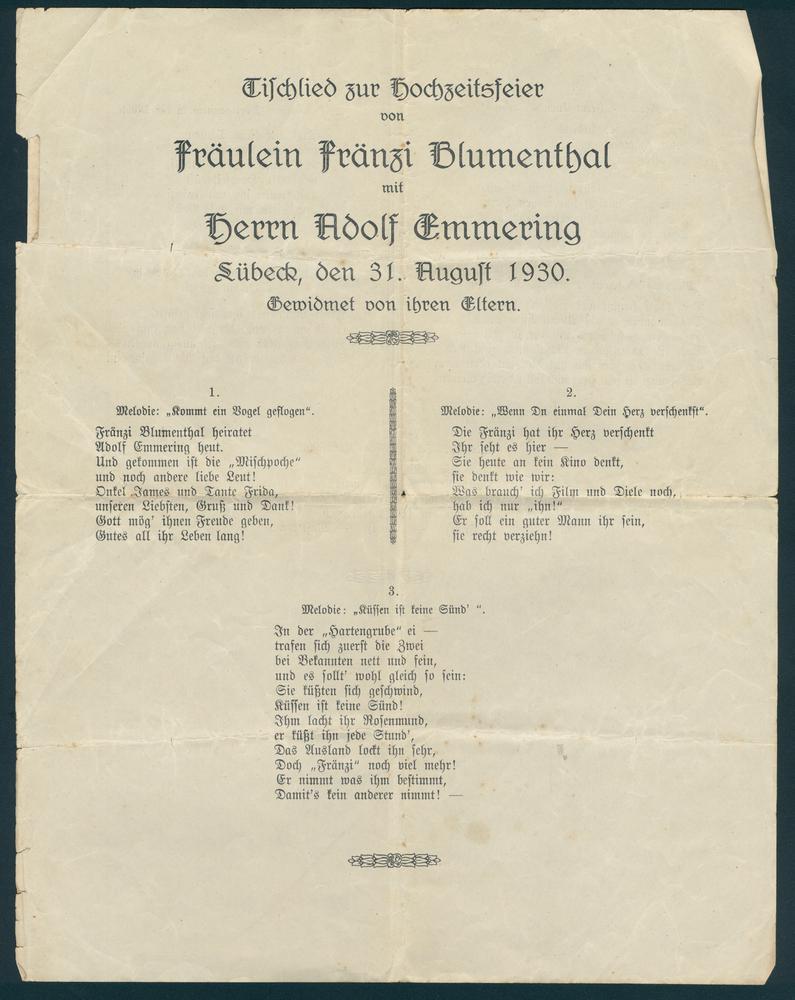 Tischlied zur Hochzeitsfeier
von
Fräulein Fränzi Blumenthal
mit
Herrn Adolf Emmering
Lübeck, den 31. August 1930.
Gewidmet von ihren Eltern.
1.
Melodie: „Kommt ein Vogel geflogen“.
Fränzi Blumenthal heiratet
Adolf Emmering heut.
Und gekommen ist die „Mischpoche“
und noch andere liebe Leut!
Onkel James und Tante Frida,
unseren Liebsten, Gruß und Dank!
Gott mög' ihnen Freude geben,
Gutes all ihr Leben lang!
2.
Melodie: „Wenn Dn einmal Dein Herz verschenkst“.
Die Fränzi hat ihr Herz verschenkt
Ihr seht es hier —
Sie heute an kein Kino denkt,
sie denkt wie wir:
Was brauch' ich Film und Diele noch,
hab ich nur „ihn!“
Er soll ein guter Mann ihr sein,
sie recht verziehn!
3.
Melodie: „Küssen ist keine Sünd' “.
In der „Hartengrube“ ei —
trafen sich zuerst die Zwei
bei Bekannten nett und fein,
und es sollt' wohl gleich so sein:
Sie küßten sich geschwind,
Küssen ist keine Sünd!
Ihm lacht ihr Rosenmund,
er küßt ihn jede Stund',
Das Ausland lockt ihn sehr,
Doch „Fränzi“ noch viel mehr!
Er nimmt was ihm bestimmt,
Damit's kein anderer nimmt! —